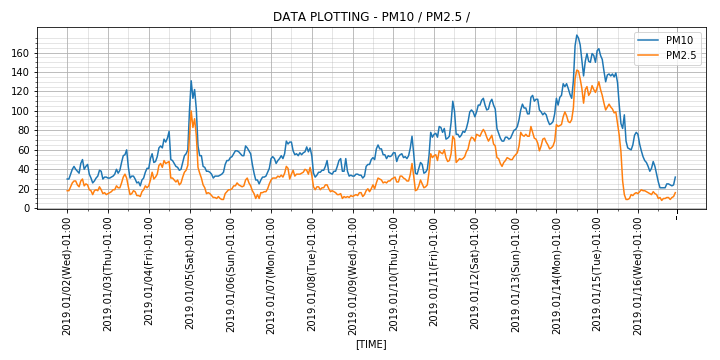 DATA PLOTTING - PM10 / PM2.5 /
PM10
PM2.5
160
140
120
100
80
60
40
20
0
2019.01/02(Wed)-01:00
2019.01/03(Thu)-01:00
2019.01/04(Fri)-01:00
2019.01/05(Sat)-01:00
2019.01/06(Sun)-01:00
2019.01/07(Mon)-01:00
2019.01/08(Tue)-01:00
2019.01/09(Wed)-01:00
2019.01/10(Thu)-01:00
2019.01/11(Fri)-01:00
2019.01/12(Sat)-01:00
2019.01/13(Sun)-01:00
2019.01/14(Mon)-01:00
2019.01/15(Tue)-01:00
2019.01/16(Wed)-01:00
-
[TIME]